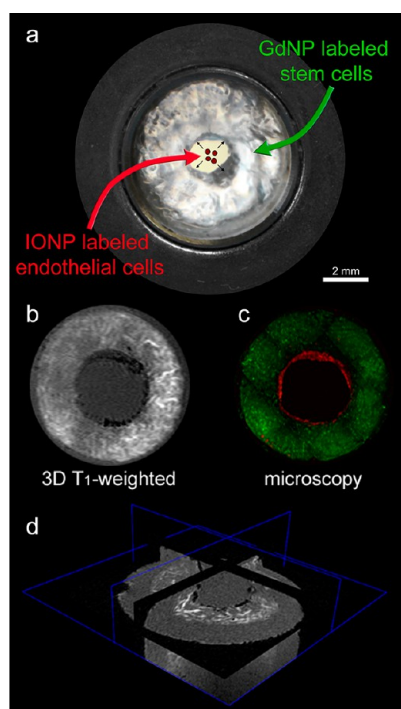 a
GdNP labeled
stem cells
IONP labeled
endothelial cells
2 mm
b
c
3D T1-weighted
microscopy
d